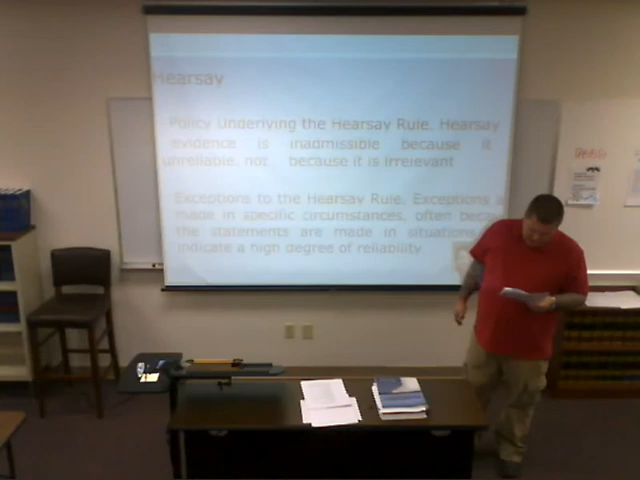 Hearsay
Policy Underlying the Hearsay Rule. Hearsay
evidence is inadmissible because it
unreliable, not because it is irrelevant
Exceptions to the Hearsay Rule. Exceptions
made in specific circumstances, often beca
the statements are made in situations
indicate a high degree of reliability